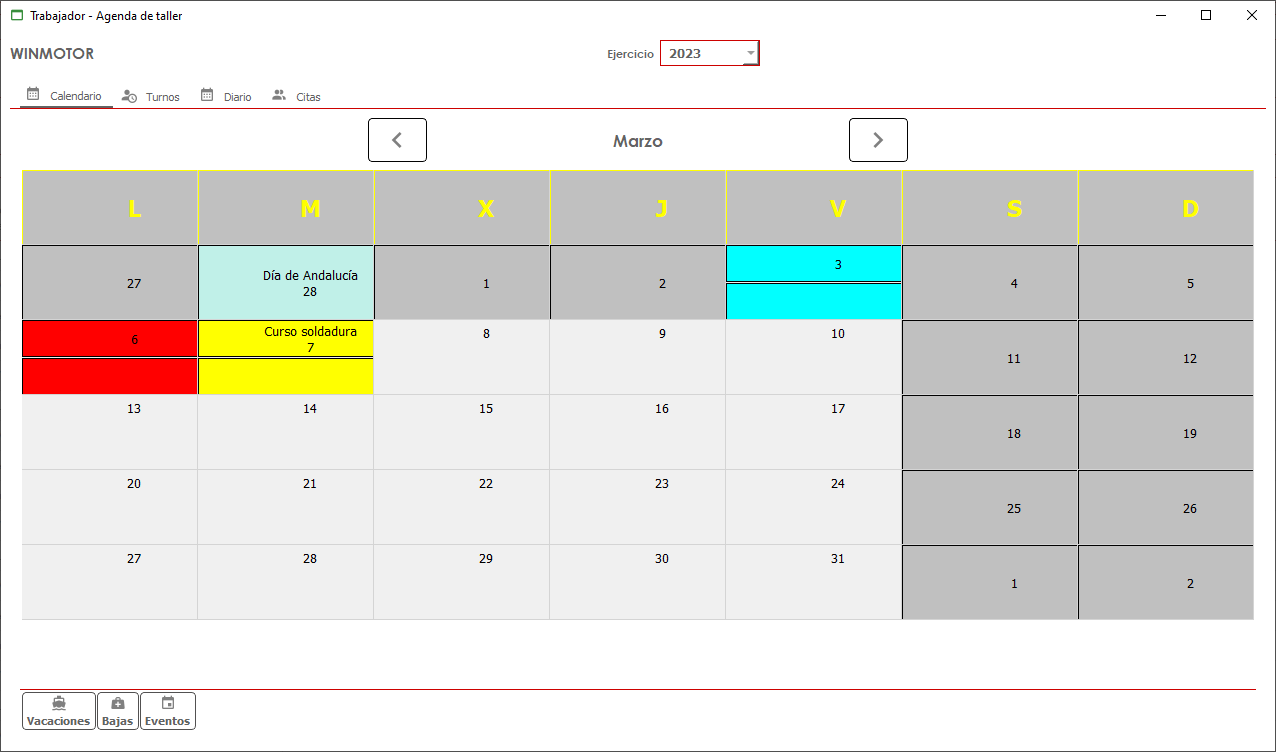 Trabajador - Agenda de taller
WINMOTOR
Ejercicio 2023
Calendario Turnos Diario Citas
Marzo
L M X J V S D
27 Día de Andalucía 28 1 2 3 4 5
6 Curso soldadura 7 8 9 10 11 12
13 14 15 16 17 18 19
20 21 22 23 24 25 26
27 28 29 30 31 1 2
Vacaciones Bajas Eventos